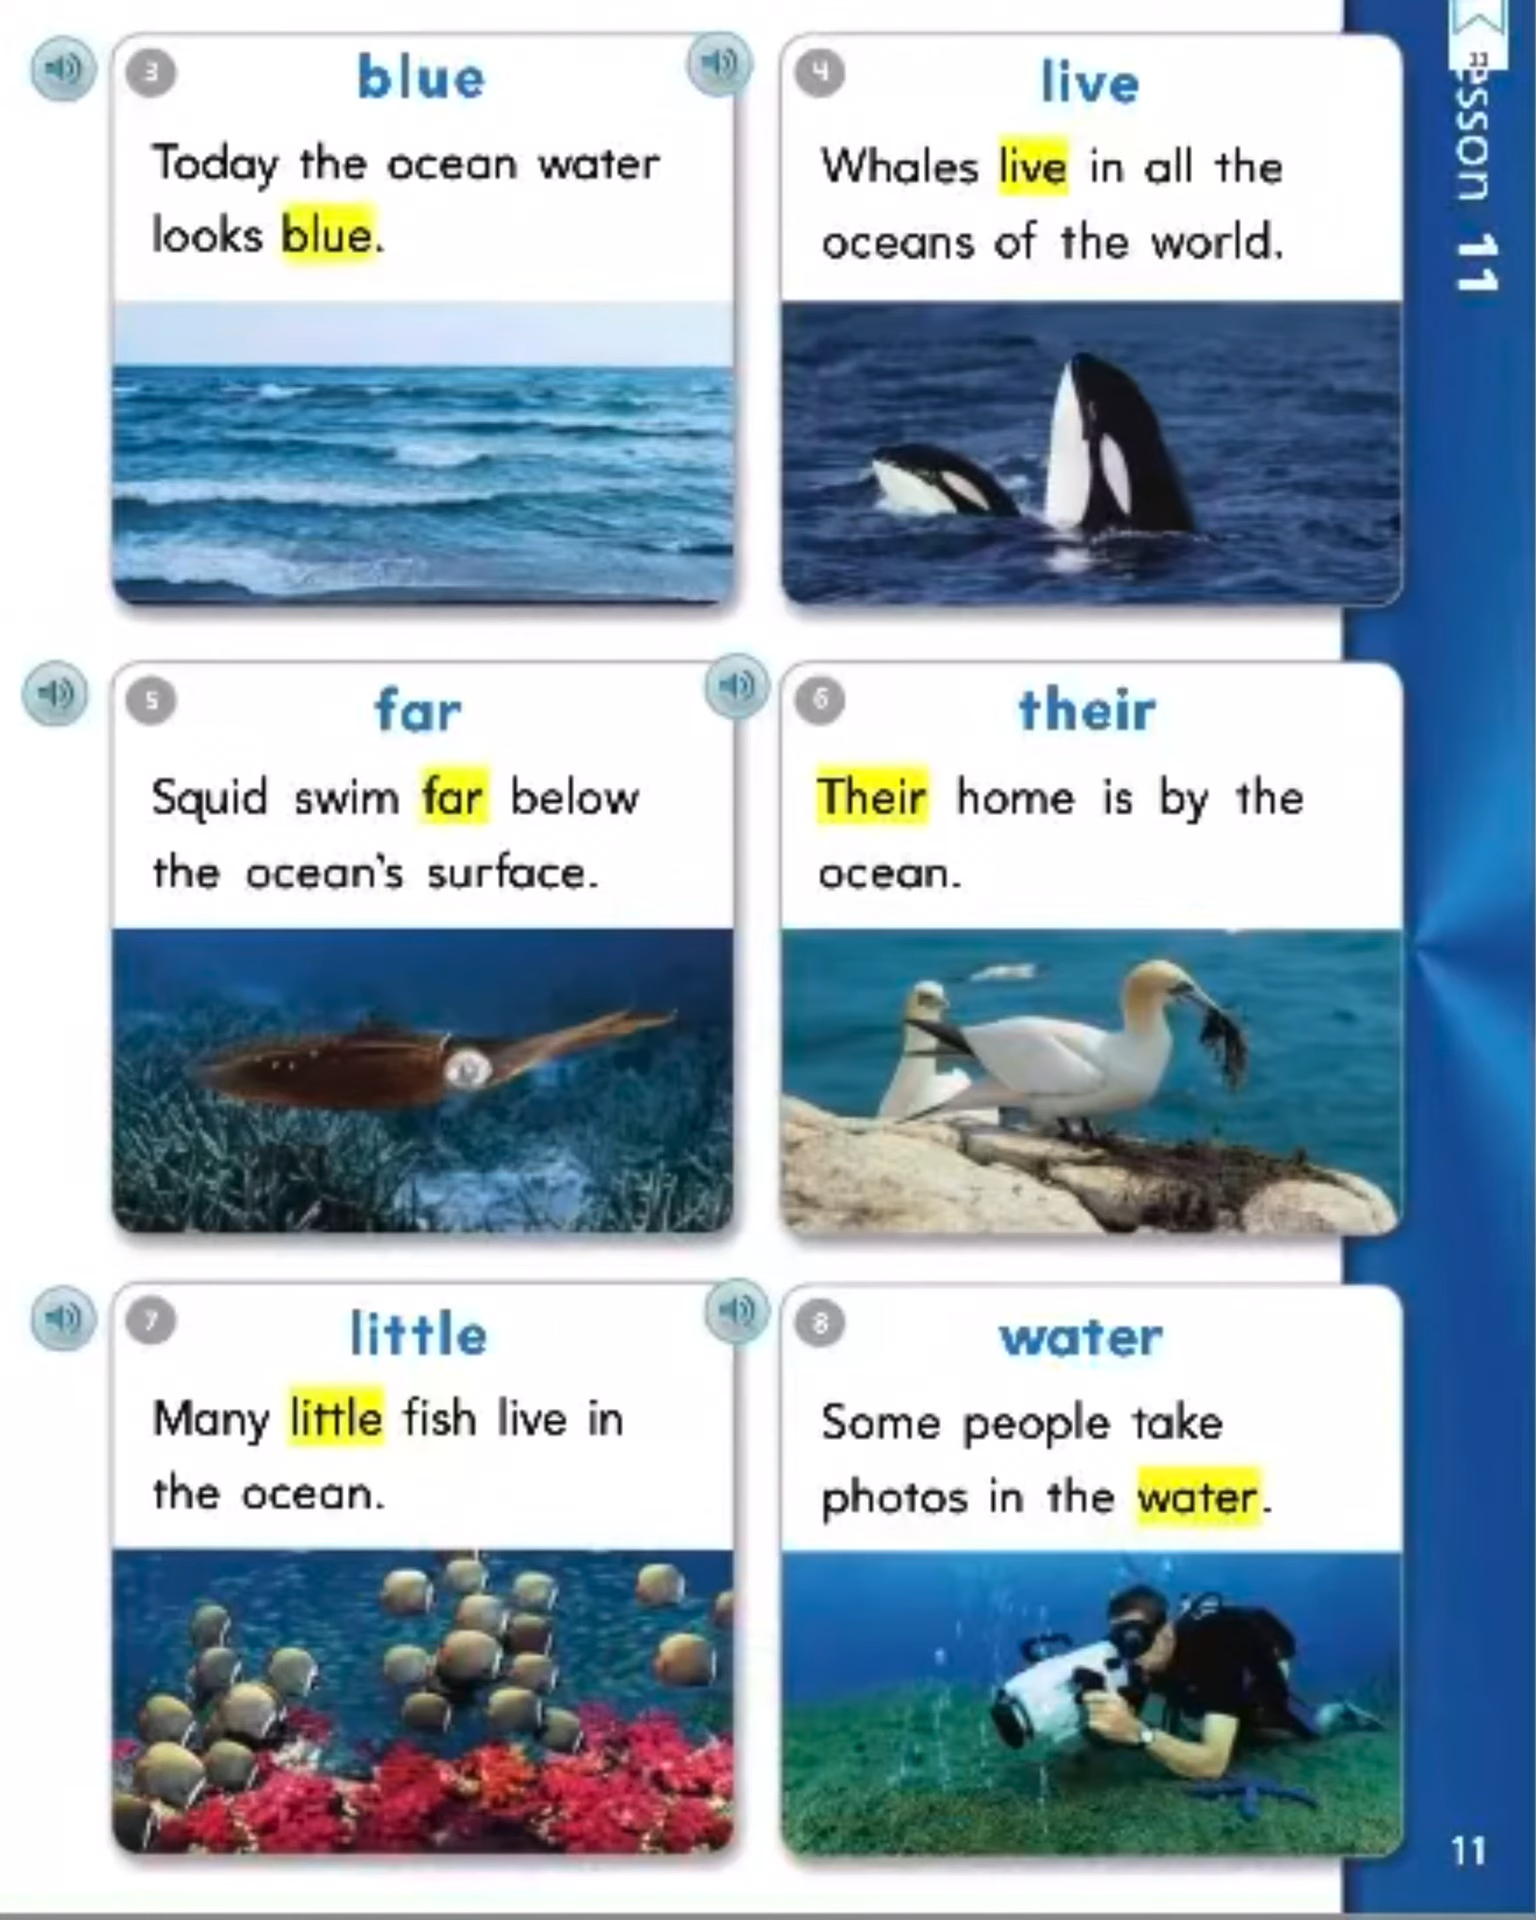 3
blue
Today the ocean water
looks blue.
4
live
Whales live in all the
oceans of the world.
5
far
Squid swim far below
the ocean's surface.
6
their
Their home is by the
ocean.
7
little
Many little fish live in
the ocean.
8
water
Some people take
photos in the water.
esson 11
11